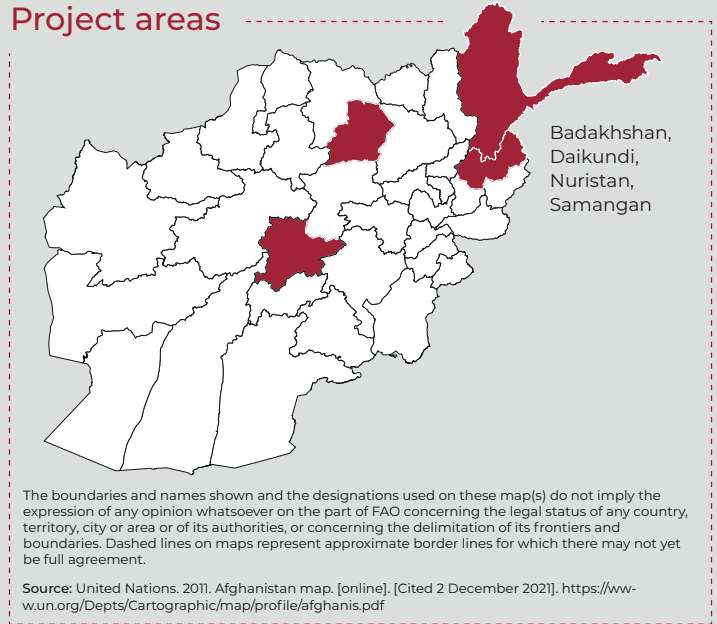 Project areas
Badakhshan,
Daikundi,
Nuristan,
Samangan
The boundaries and names shown and the designations used on these map(s) do not imply the
expression of any opinion whatsoever on the part of FAO concerning the legal status of any country,
territory, city or area or of its authorities, or concerning the delimitation of its frontiers and
boundaries. Dashed lines on maps represent approximate border lines for which there may not yet
be full agreement.
Source: United Nations. 2011. Afghanistan map. [online]. [Cited 2 December 2021]. https://ww-
w.un.org/Depts/Cartographic/map/profile/afghanis.pdf